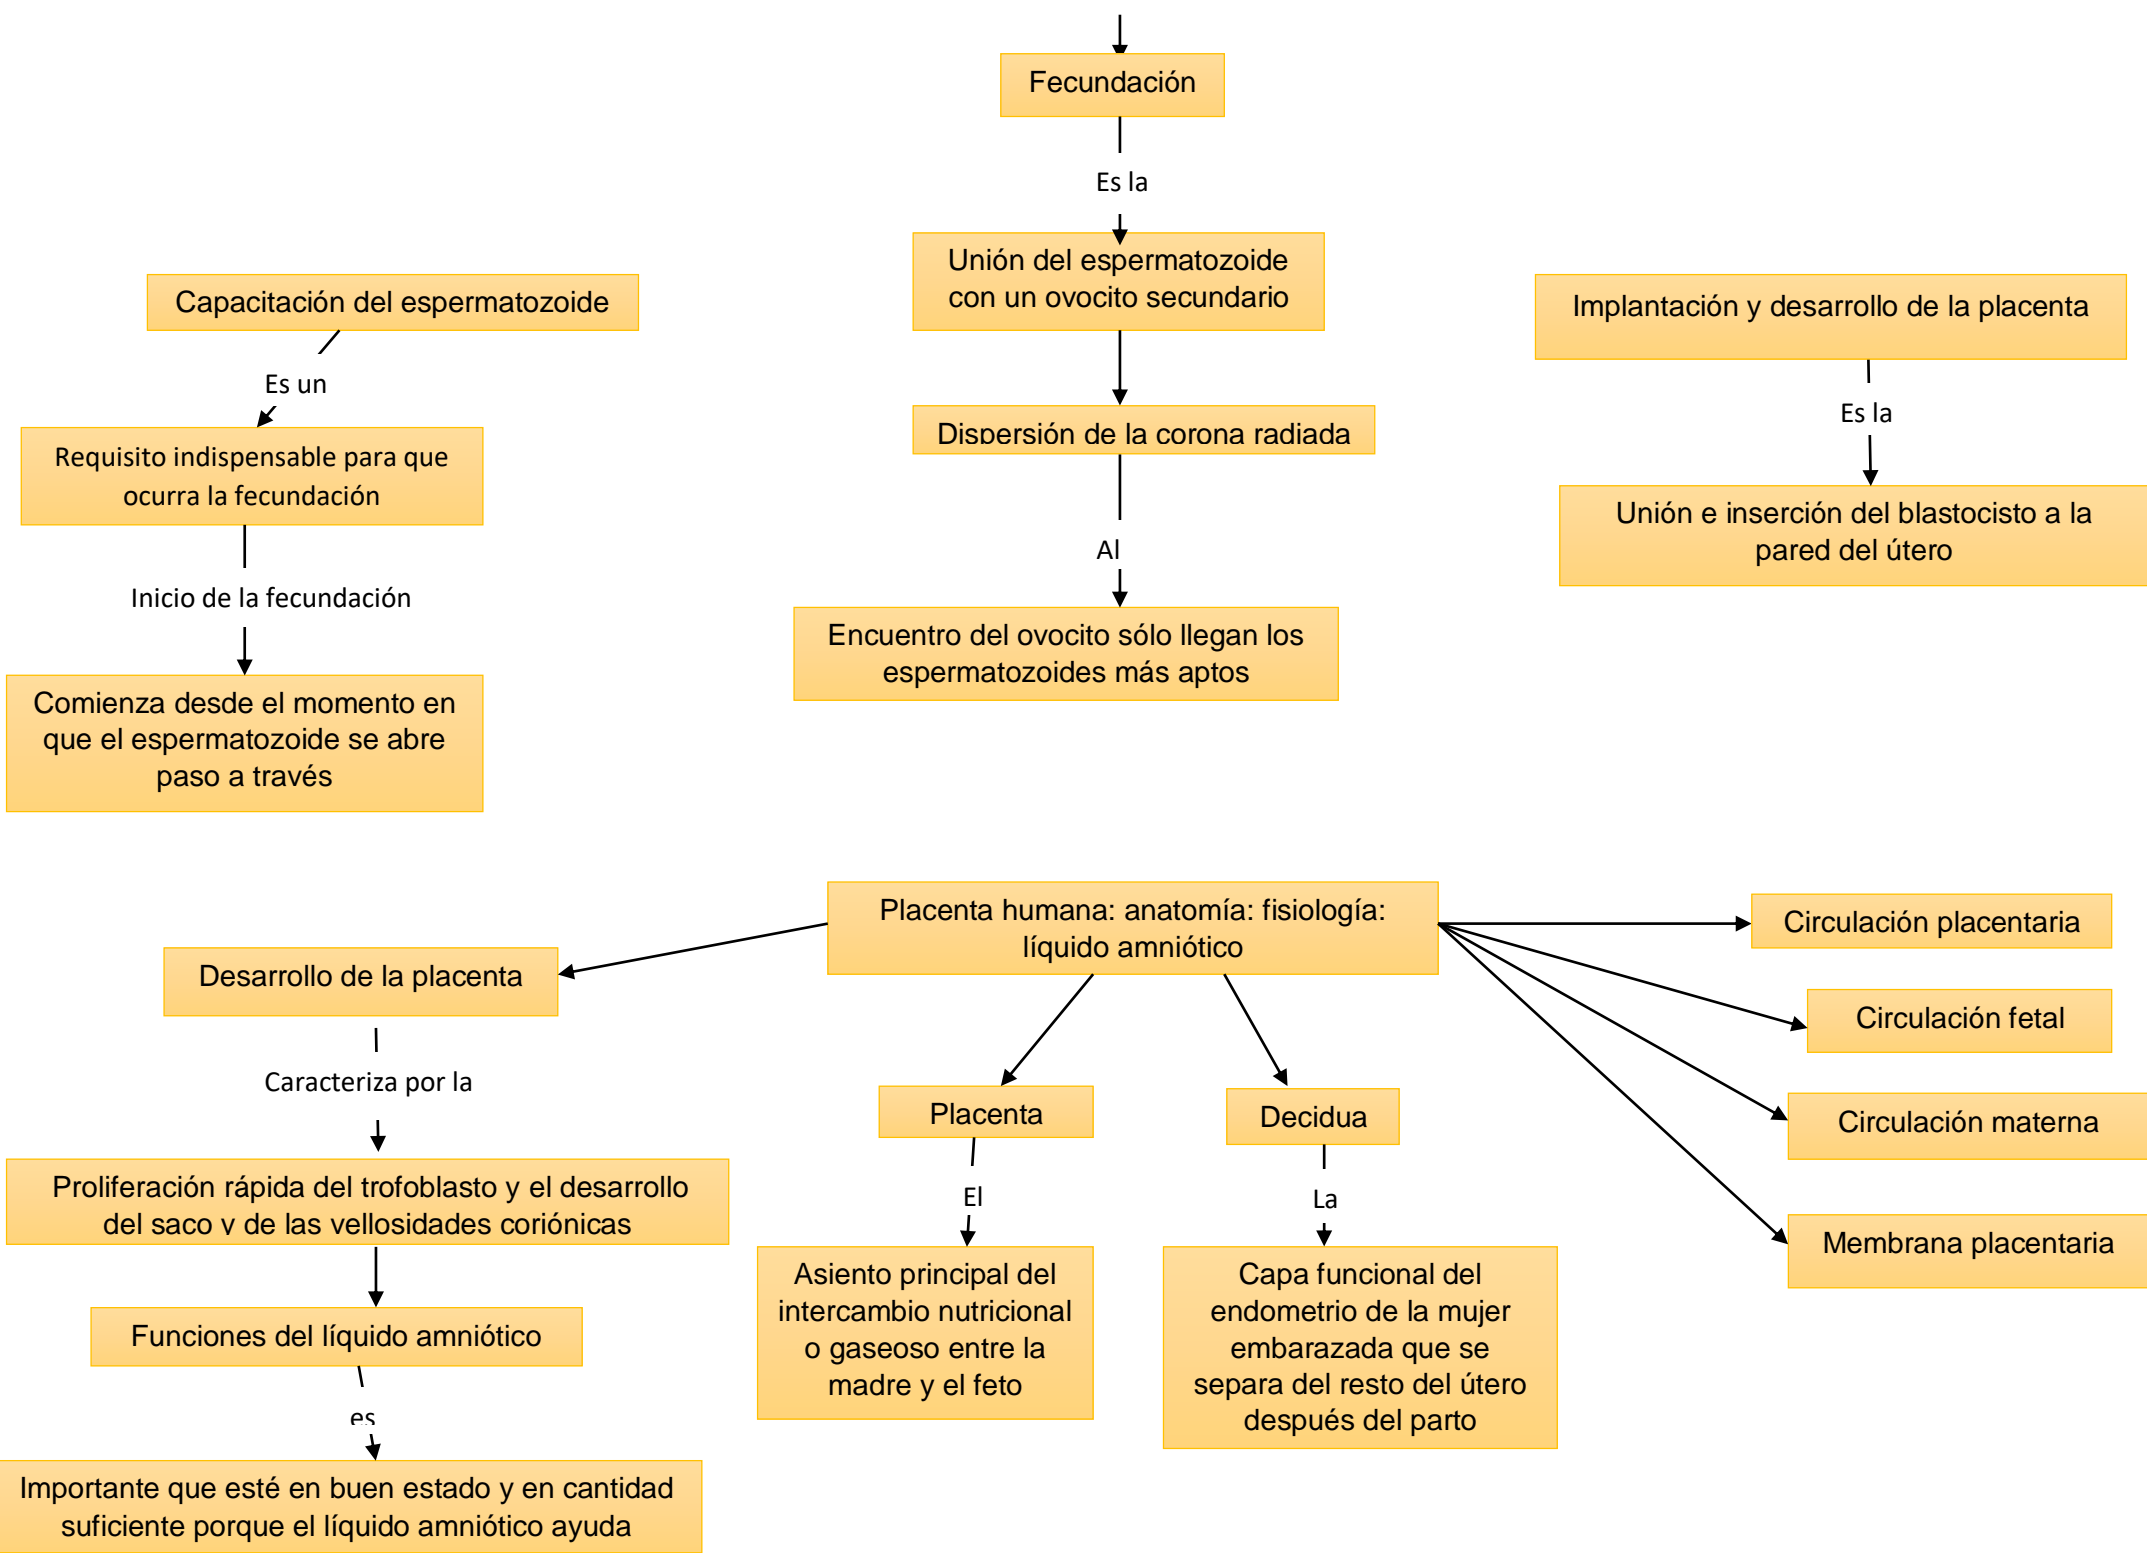 Fecundación
Es la
Unión del espermatozoide
con un ovocito secundario
Dispersión de la corona radiada
Al
Encuentro del ovocito sólo llegan los
espermatozoides más aptos
Capacitación del espermatozoide
Es un
Requisito indispensable para que
ocurra la fecundación
Inicio de la fecundación
Comienza desde el momento en
que el espermatozoide se abre
paso a través
Implantación y desarrollo de la placenta
Es la
Unión e inserción del blastocisto a la
pared del útero
Placenta humana: anatomía: fisiología:
líquido amniótico
Desarrollo de la placenta
Caracteriza por la
Proliferación rápida del trofoblasto y el desarrollo
del saco y de las vellosidades coriónicas
Funciones del líquido amniótico
es
Importante que esté en buen estado y en cantidad
suficiente porque el líquido amniótico ayuda
Placenta
El
Asiento principal del
intercambio nutricional
o gaseoso entre la
madre y el feto
Decidua
La
Capa funcional del
endometrio de la mujer
embarazada que se
separa del resto del útero
después del parto
Circulación placentaria
Circulación fetal
Circulación materna
Membrana placentaria